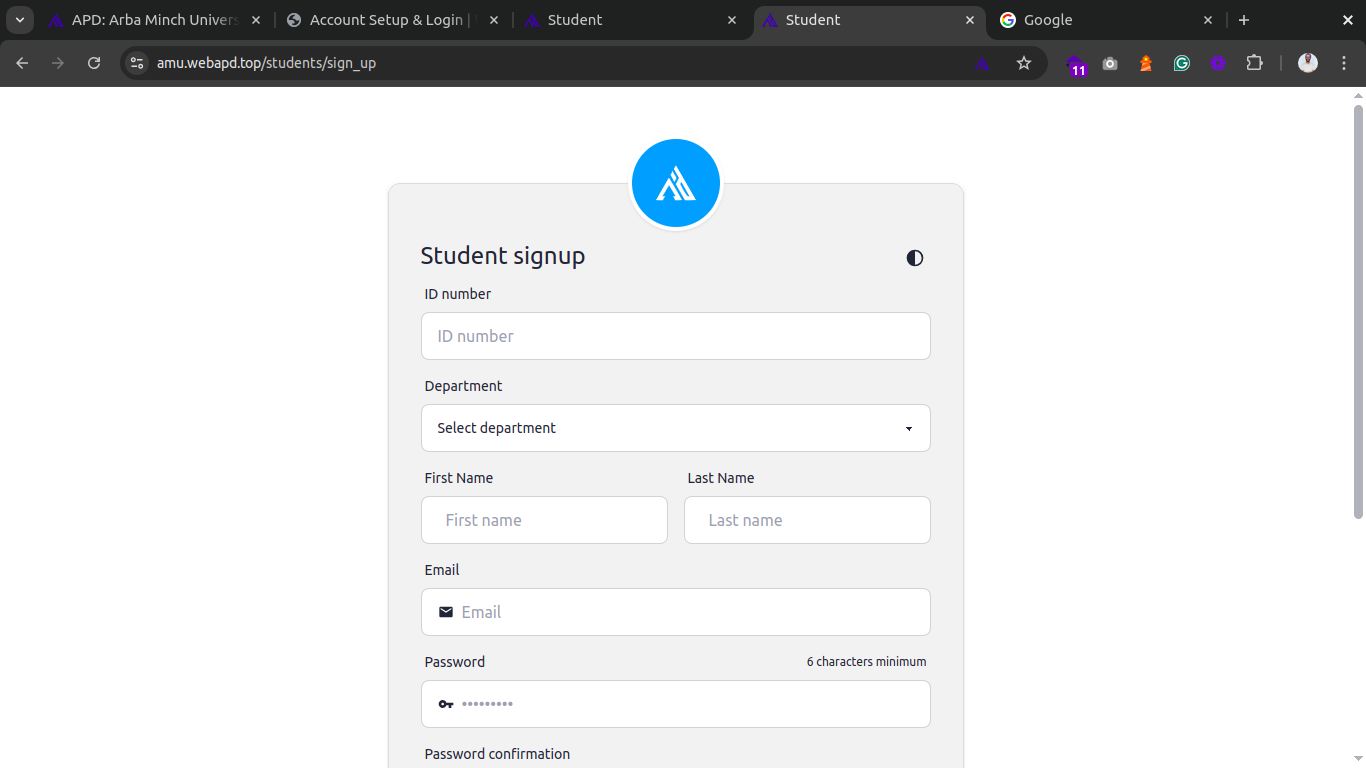 APD: Arba Minch Univers
Account Setup & Login |
Student
Student
Google
amu.webapd.top/students/sign_up
11
Student signup
ID number
ID number
Department
Select department
First Name
Last Name
First name
Last name
Email
Email
Password
6 characters minimum
Password confirmation